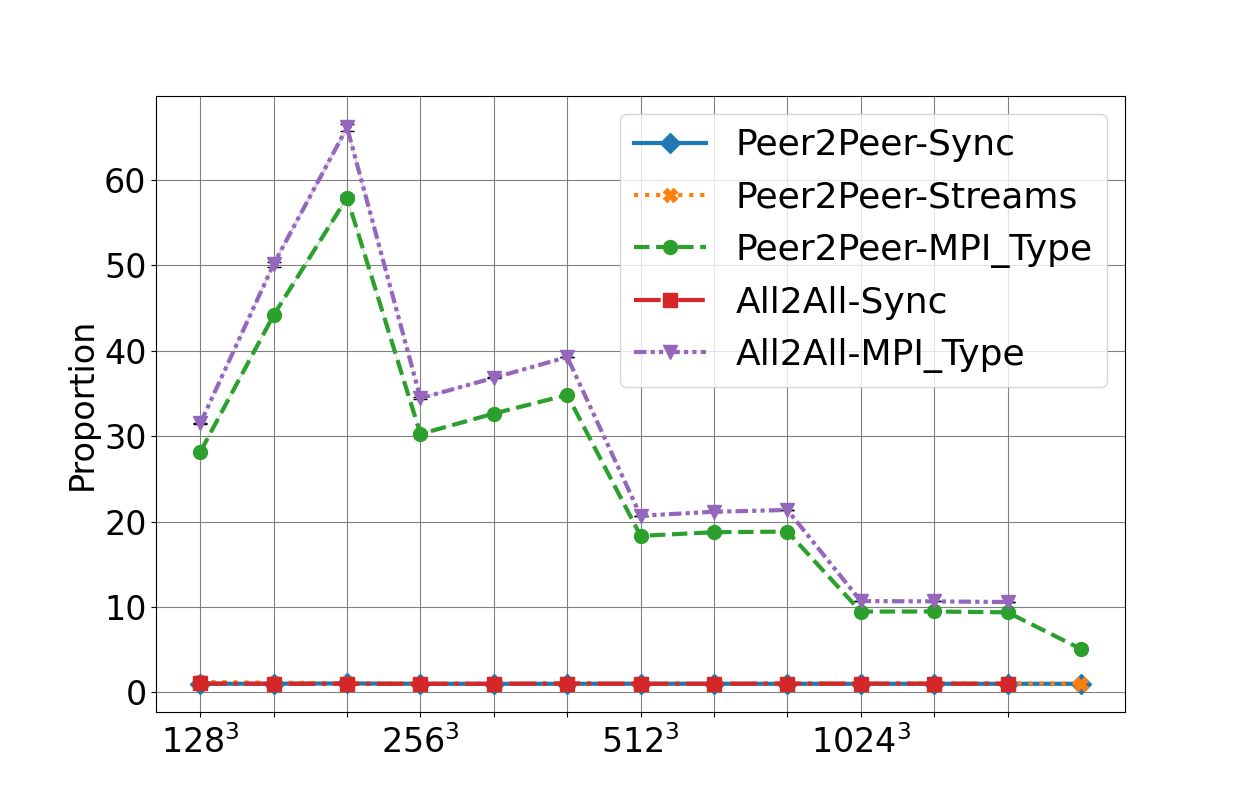 Proportion
60
50
40
30
20
10
0
128³
256³
512³
1024³
Peer2Peer-Sync
Peer2Peer-Streams
Peer2Peer-MPI_Type
All2All-Sync
All2All-MPI_Type